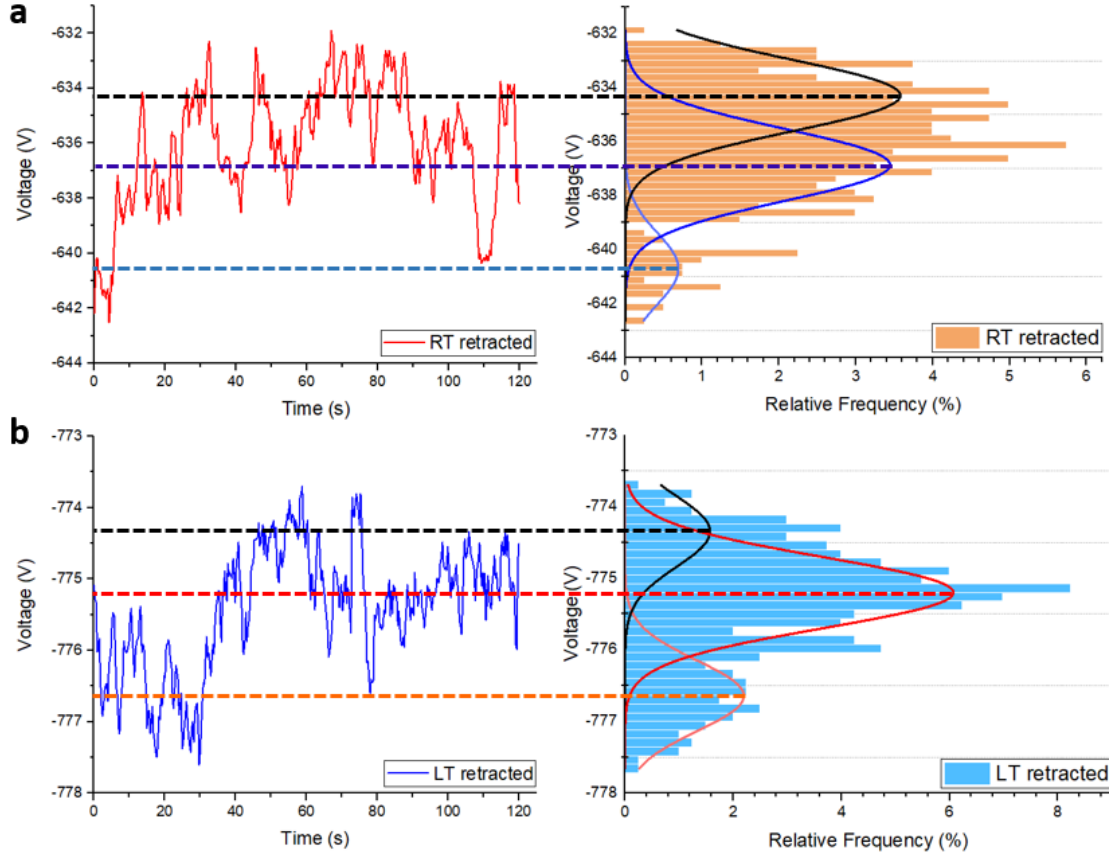 a
Voltage (V)
-632
-634
-636
-638
-640
-642
-644
0 20 40 60 80 100 120
Time (s)
RT retracted
Voltage (V)
-632
-634
-636
-638
-640
-642
-644
0 1 2 3 4 5 6
Relative Frequency (%)
RT retracted
b
Voltage (V)
-773
-774
-775
-776
-777
-778
0 20 40 60 80 100 120
Time (s)
LT retracted
Voltage (V)
-773
-774
-775
-776
-777
-778
0 2 4 6 8
Relative Frequency (%)
LT retracted